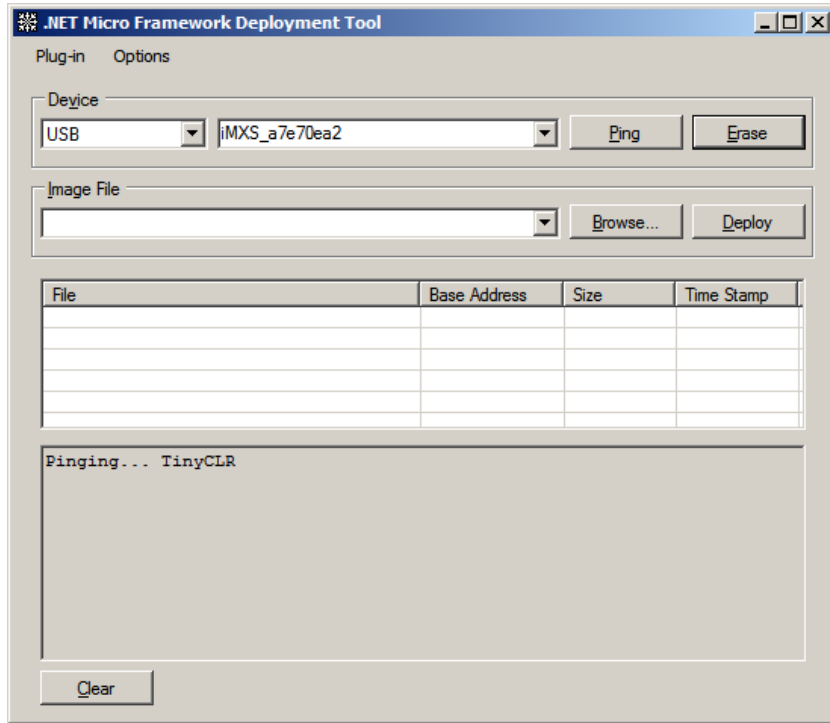 .NET Micro Framework Deployment Tool
Plug-in Options
Device
USB iMXS_a7e70ea2 Ping Erase
Image File
Browse... Deploy
File Base Address Size Time Stamp
Pinging... TinyCLR
Clear